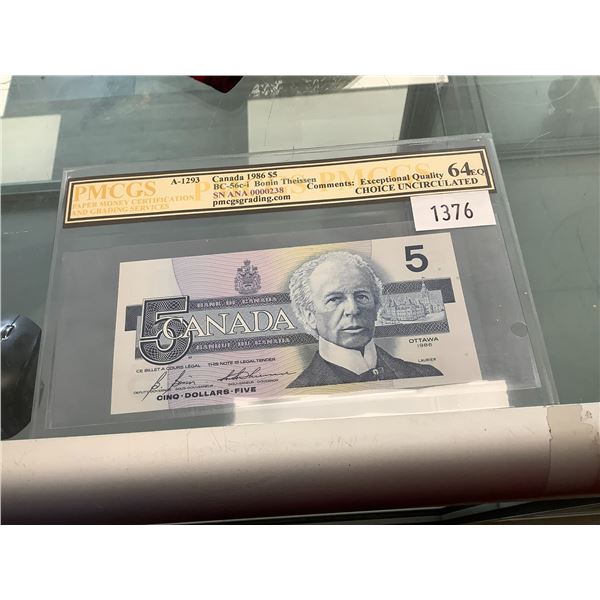 PMCGS
PAPER MONEY CERTIFICATION
AND GRADING SERVICES
A-1293 Canada 1986 $5
BC-56c-i Bonin Theissen
SN ANA 0000238
pmcgsgrading.com
Comments: Exceptional Quality
CHOICE UNCIRCULATED
64EQ
1376
5
BANK·OF·CANADA
5 CANADA
BANQUE·DU·CANADA
CE BILLET A COURS LÉGAL THIS NOTE IS LEGAL TENDER
OTTAWA
1986
LAURIER
CINQ·DOLLARS·FIVE